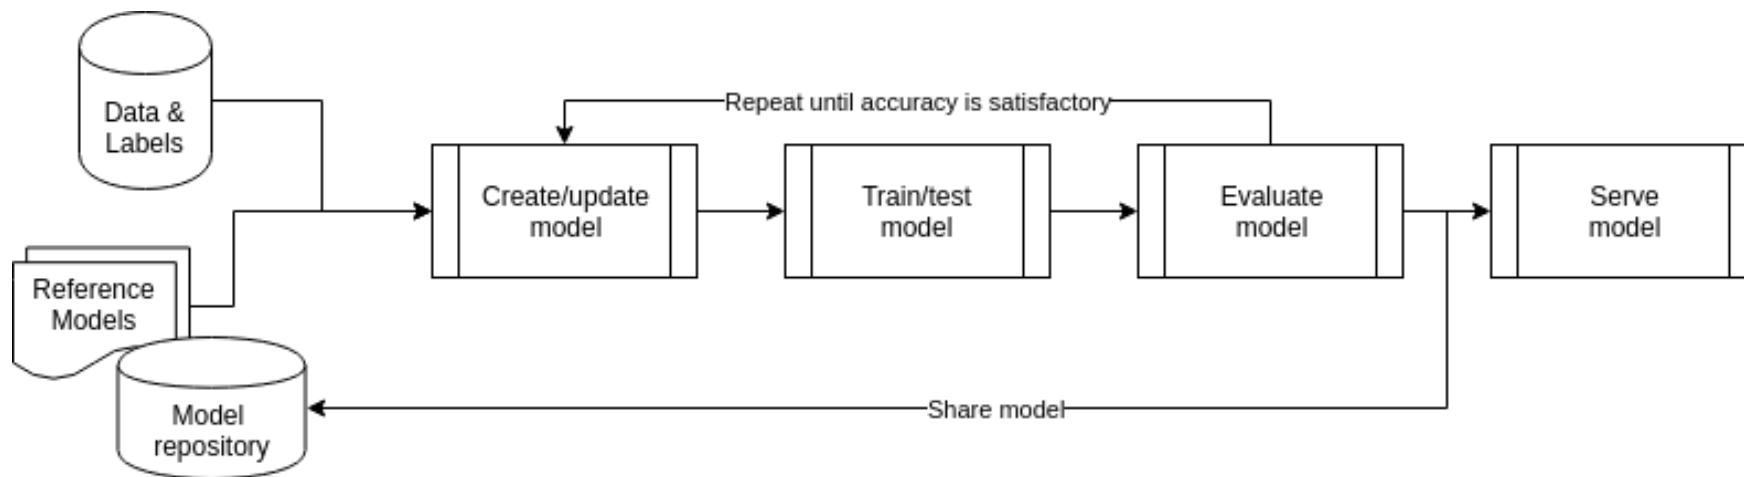 Data &
Labels
Repeat until accuracy is satisfactory
Create/update
model
Train/test
model
Evaluate
model
Serve
model
Reference
Models
Model
repository
Share model